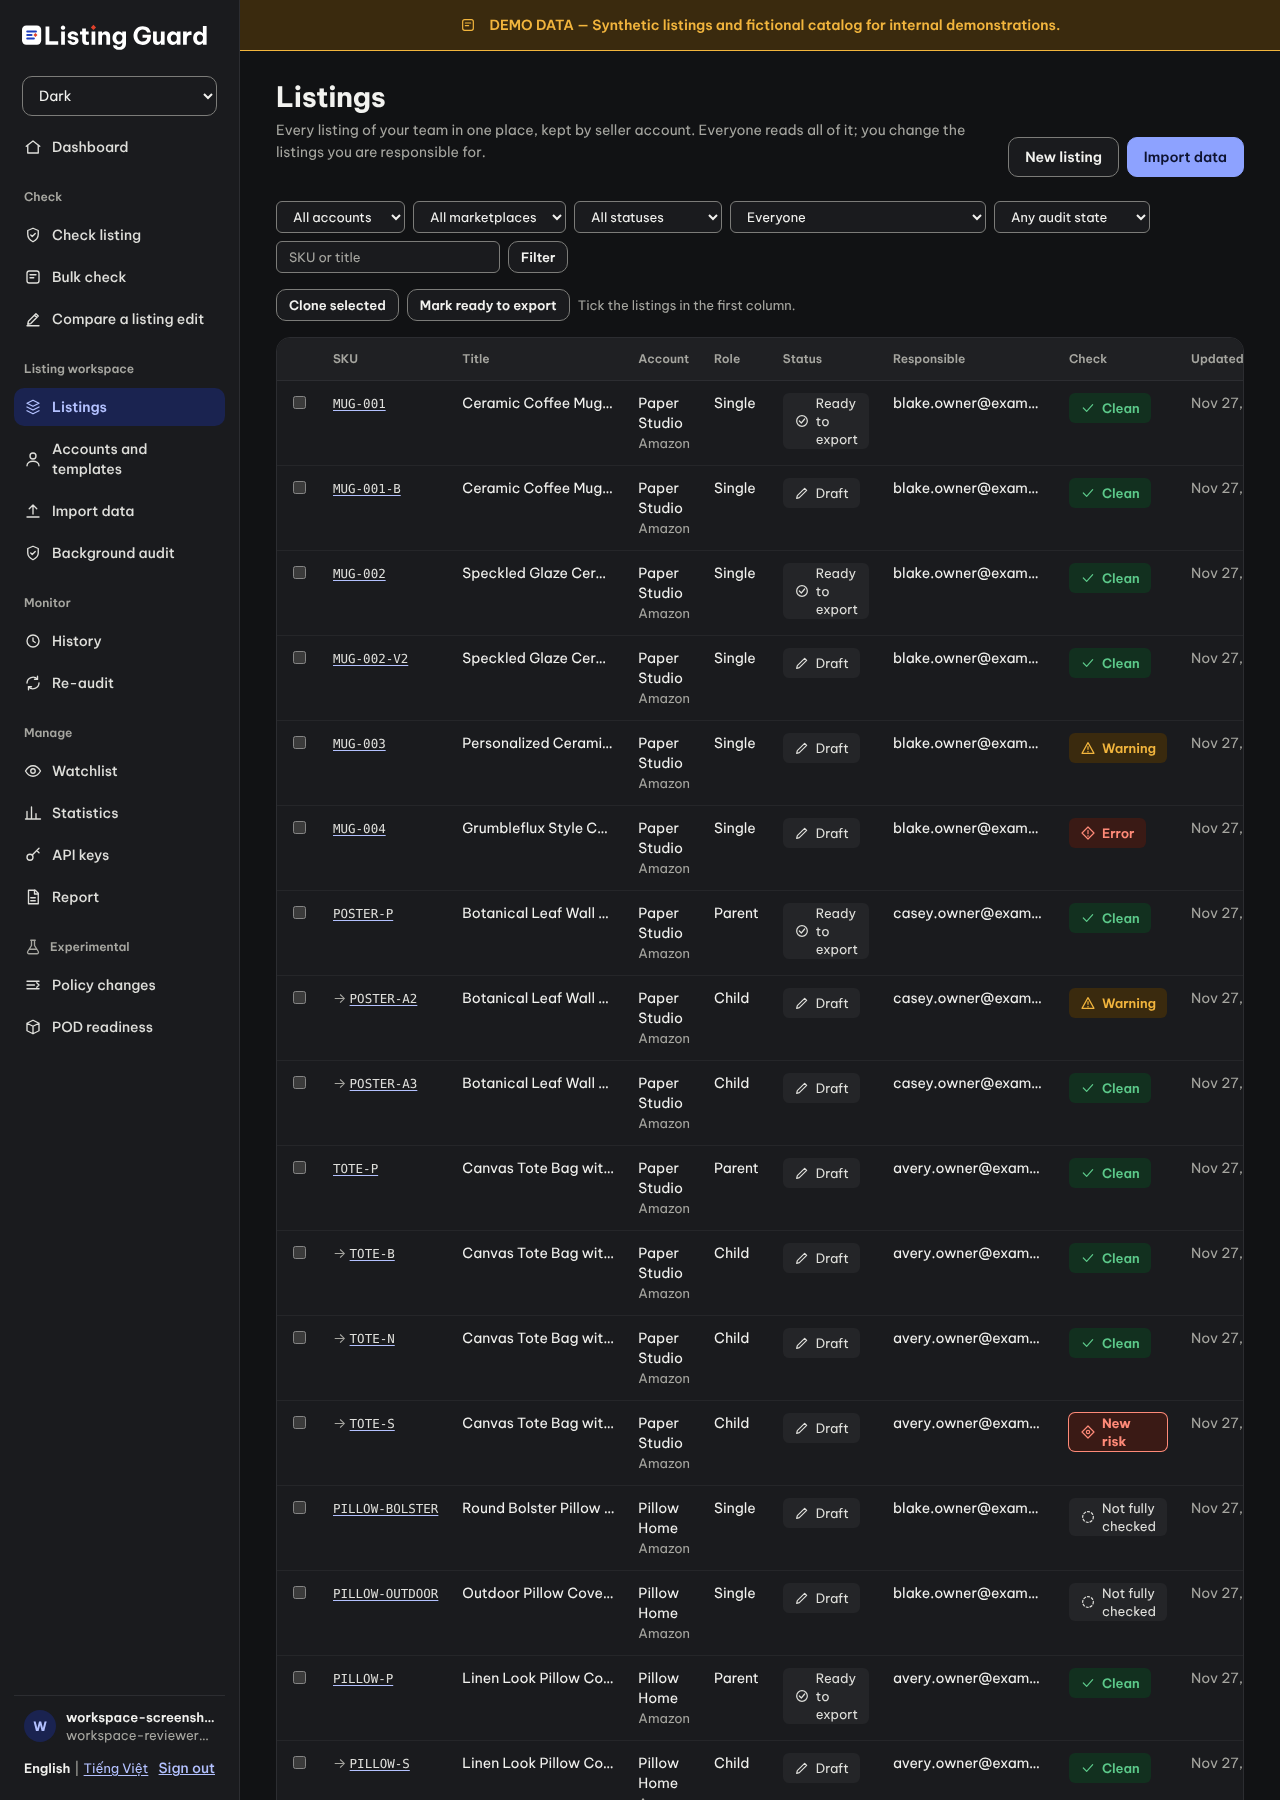 Listing Guard
Dark
Dashboard
Check
Check listing
Bulk check
Compare a listing edit
Listing workspace
Listings
Accounts and
templates
Import data
Background audit
Monitor
History
Re-audit
Manage
Watchlist
Statistics
API keys
Report
Experimental
Policy changes
POD readiness
W
workspace-screensh...
workspace-reviewer...
English | Tiếng Việt Sign out
DEMO DATA — Synthetic listings and fictional catalog for internal demonstrations.
Listings
Every listing of your team in one place, kept by seller account. Everyone reads all of it; you change the
listings you are responsible for.
New listing Import data
All accounts All marketplaces All statuses Everyone Any audit state
SKU or title Filter
Clone selected Mark ready to export Tick the listings in the first column.
SKU Title Account Role Status Responsible Check Updated
MUG-001 Ceramic Coffee Mug... Paper Studio Amazon Single Ready to export blake.owner@exam... Clean Nov 27,
MUG-001-B Ceramic Coffee Mug... Paper Studio Amazon Single Draft blake.owner@exam... Clean Nov 27,
MUG-002 Speckled Glaze Cer... Paper Studio Amazon Single Ready to export blake.owner@exam... Clean Nov 27,
MUG-002-V2 Speckled Glaze Cer... Paper Studio Amazon Single Draft blake.owner@exam... Clean Nov 27,
MUG-003 Personalized Cerami... Paper Studio Amazon Single Draft blake.owner@exam... Warning Nov 27,
MUG-004 Grumbleflux Style C... Paper Studio Amazon Single Draft blake.owner@exam... Error Nov 27,
POSTER-P Botanical Leaf Wall ... Paper Studio Amazon Parent Ready to export casey.owner@exam... Clean Nov 27,
→ POSTER-A2 Botanical Leaf Wall ... Paper Studio Amazon Child Draft casey.owner@exam... Warning Nov 27,
→ POSTER-A3 Botanical Leaf Wall ... Paper Studio Amazon Child Draft casey.owner@exam... Clean Nov 27,
TOTE-P Canvas Tote Bag wit... Paper Studio Amazon Parent Draft avery.owner@exam... Clean Nov 27,
→ TOTE-B Canvas Tote Bag wit... Paper Studio Amazon Child Draft avery.owner@exam... Clean Nov 27,
→ TOTE-N Canvas Tote Bag wit... Paper Studio Amazon Child Draft avery.owner@exam... Clean Nov 27,
→ TOTE-S Canvas Tote Bag wit... Paper Studio Amazon Child Draft avery.owner@exam... New risk Nov 27,
PILLOW-BOLSTER Round Bolster Pillow ... Pillow Home Amazon Single Draft blake.owner@exam... Not fully checked Nov 27,
PILLOW-OUTDOOR Outdoor Pillow Cove... Pillow Home Amazon Single Draft blake.owner@exam... Not fully checked Nov 27,
PILLOW-P Linen Look Pillow Co... Pillow Home Amazon Parent Ready to export avery.owner@exam... Clean Nov 27,
→ PILLOW-S Linen Look Pillow Co... Pillow Home Child Draft avery.owner@exam... Clean Nov 27,